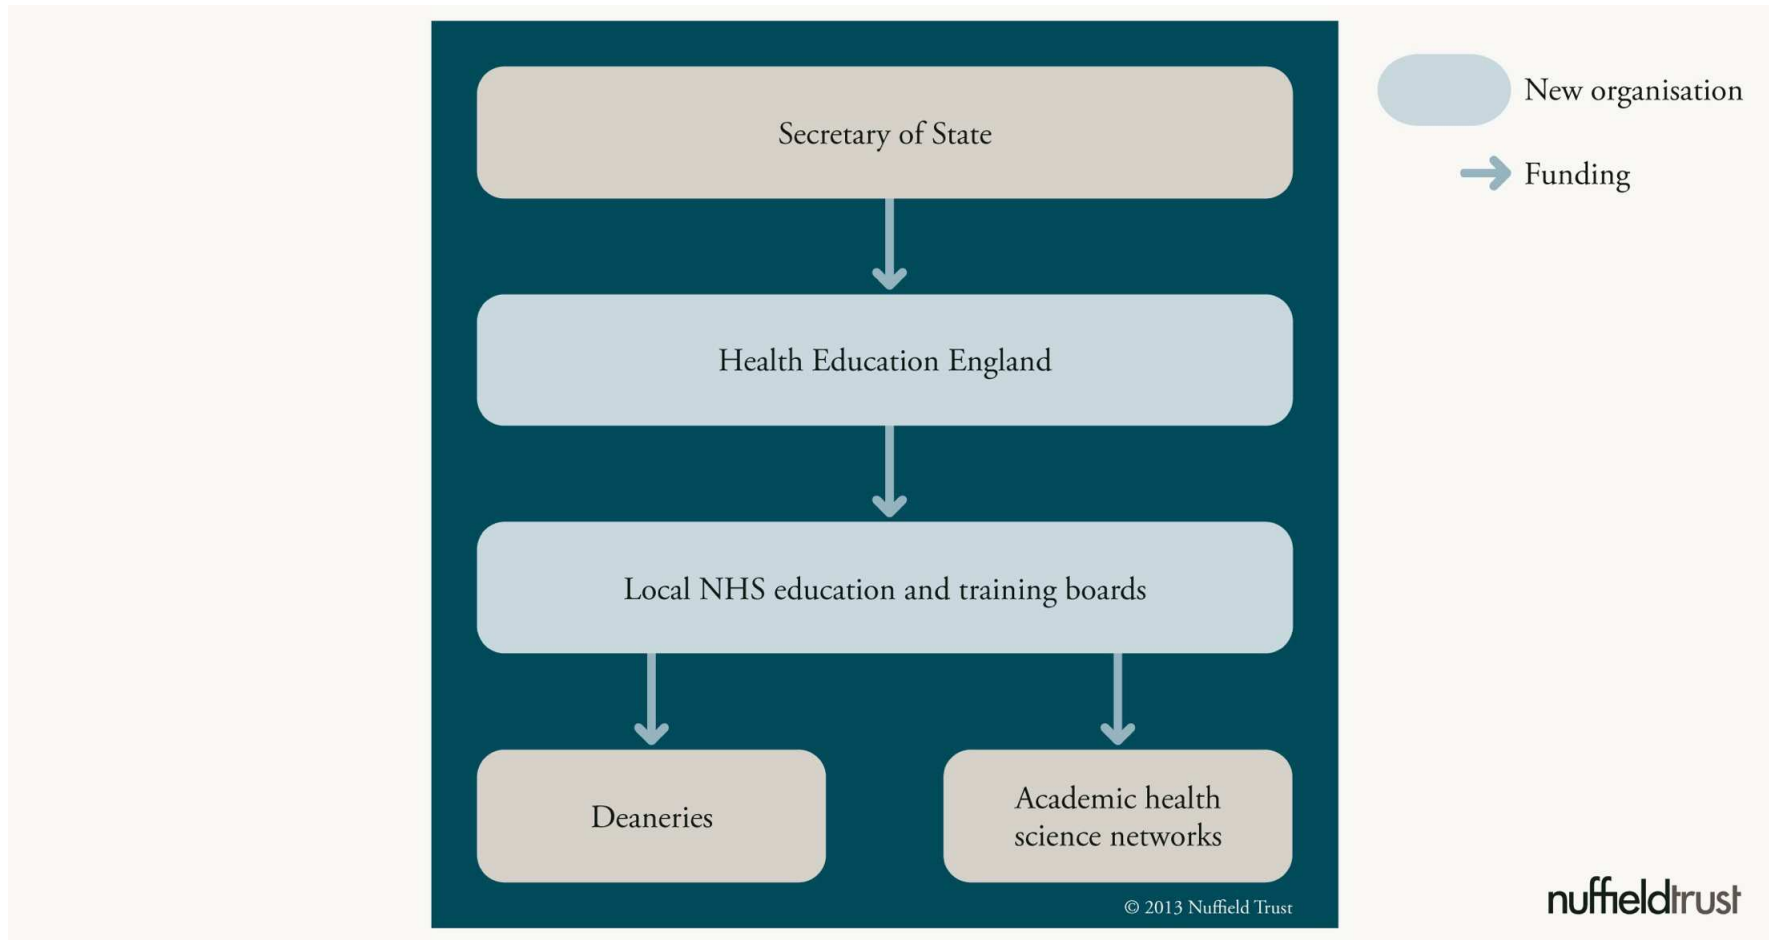 Secretary of State
New organisation
Funding
Health Education England
Local NHS education and training boards
Deaneries
Academic health
science networks
© 2013 Nuffield Trust
nuffieldtrust